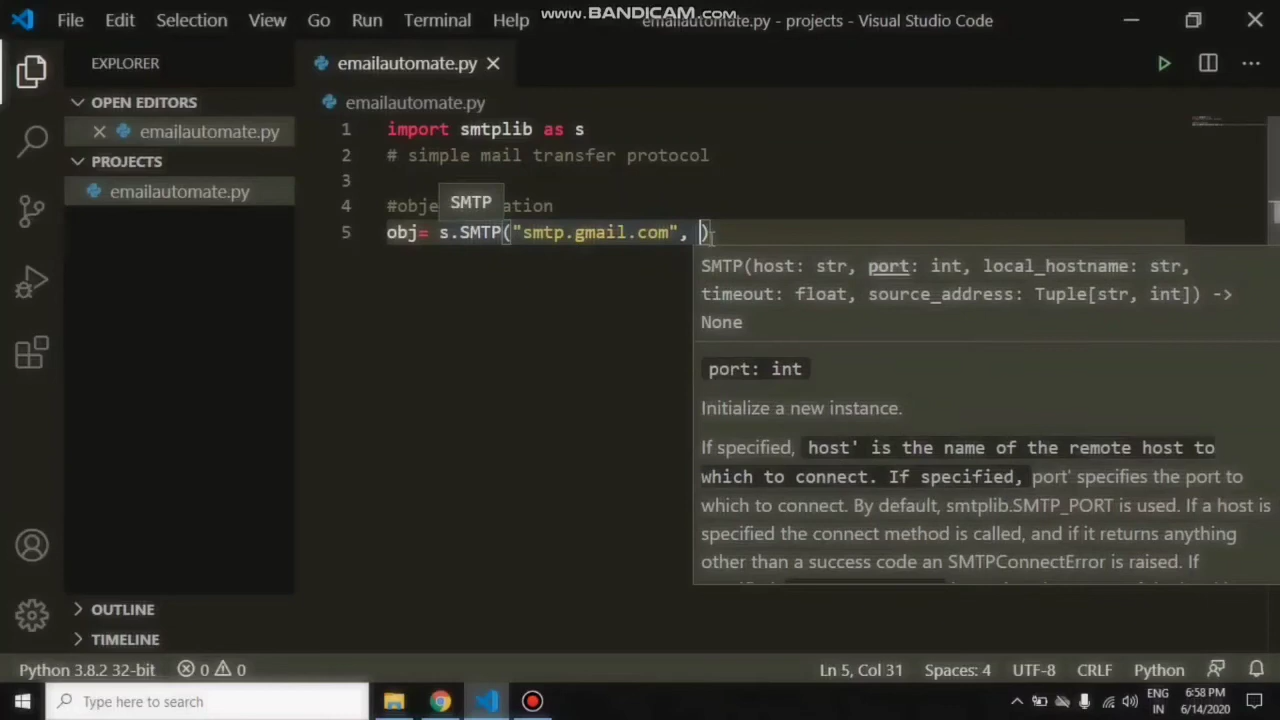 www.BANDICAM.com
File Edit Selection View Go Run Terminal Help emailautomate.py - projects - Visual Studio Code
EXPLORER
OPEN EDITORS
emailautomate.py
PROJECTS
emailautomate.py
OUTLINE
TIMELINE
emailautomate.py
emailautomate.py
1 import smtplib as s
2 # simple mail transfer protocol
3
4 #obje ation
SMTP
5 obj= s.SMTP("smtp.gmail.com", )
SMTP(host: str, port: int, local_hostname: str,
timeout: float, source_address: Tuple[str, int]) ->
None
port: int
Initialize a new instance.
If specified, host' is the name of the remote host to
which to connect. If specified, port' specifies the port to
which to connect. By default, smtplib.SMTP_PORT is used. If a host is
specified the connect method is called, and if it returns anything
other than a success code an SMTPConnectError is raised. If
Python 3.8.2 32-bit 0 0 Ln 5, Col 31 Spaces: 4 UTF-8 CRLF Python
Type here to search
ENG
IN
6:58 PM
6/14/2020